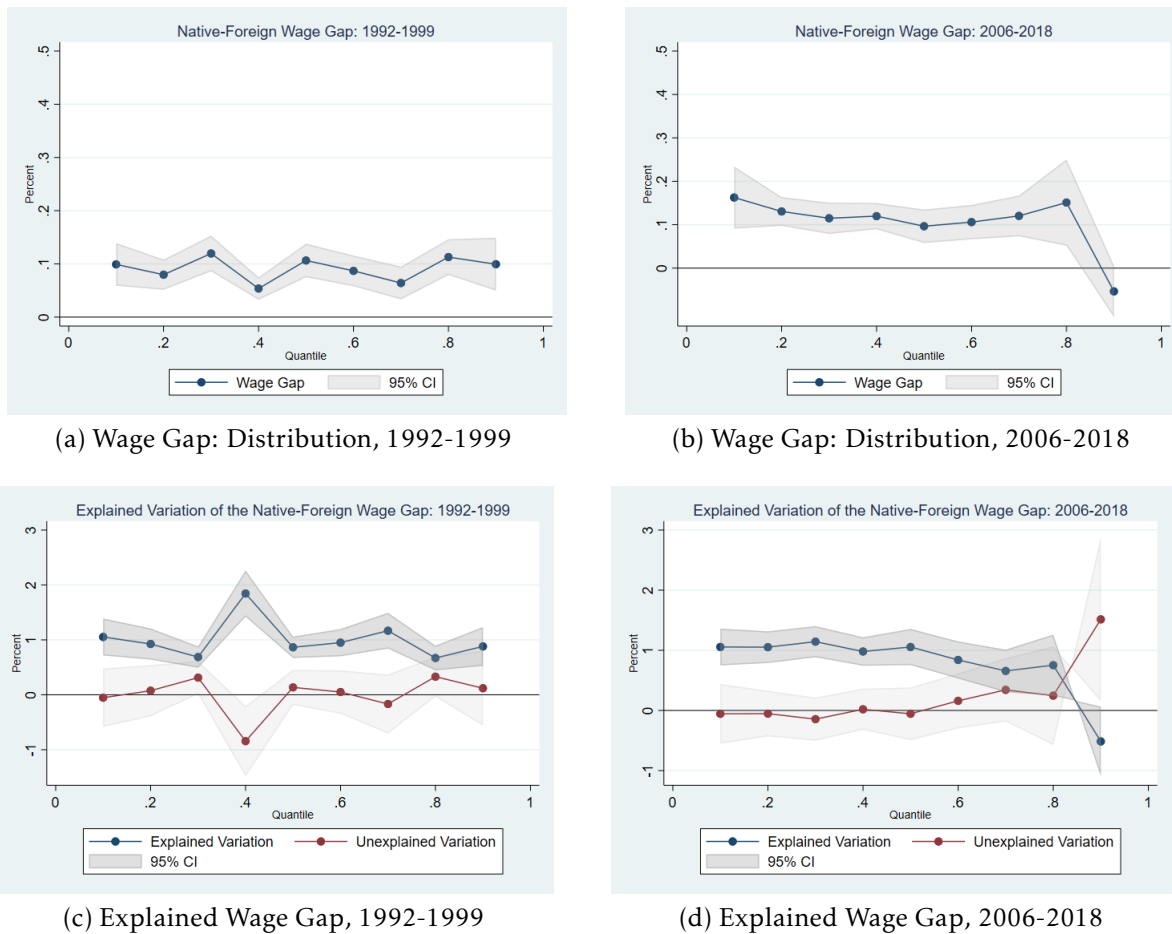 Native-Foreign Wage Gap: 1992-1999
Percent
.5
.4
.3
.2
.1
0
0 .2 .4 .6 .8 1
Quantile
Wage Gap 95% CI
(a) Wage Gap: Distribution, 1992-1999
Native-Foreign Wage Gap: 2006-2018
Percent
.5
.4
.3
.2
.1
0
0 .2 .4 .6 .8 1
Quantile
Wage Gap 95% CI
(b) Wage Gap: Distribution, 2006-2018
Explained Variation of the Native-Foreign Wage Gap: 1992-1999
Percent
3
2
1
0
-1
0 .2 .4 .6 .8 1
Quantile
Explained Variation Unexplained Variation
95% CI
(c) Explained Wage Gap, 1992-1999
Explained Variation of the Native-Foreign Wage Gap: 2006-2018
Percent
3
2
1
0
-1
0 .2 .4 .6 .8 1
Quantile
Explained Variation Unexplained Variation
95% CI
(d) Explained Wage Gap, 2006-2018